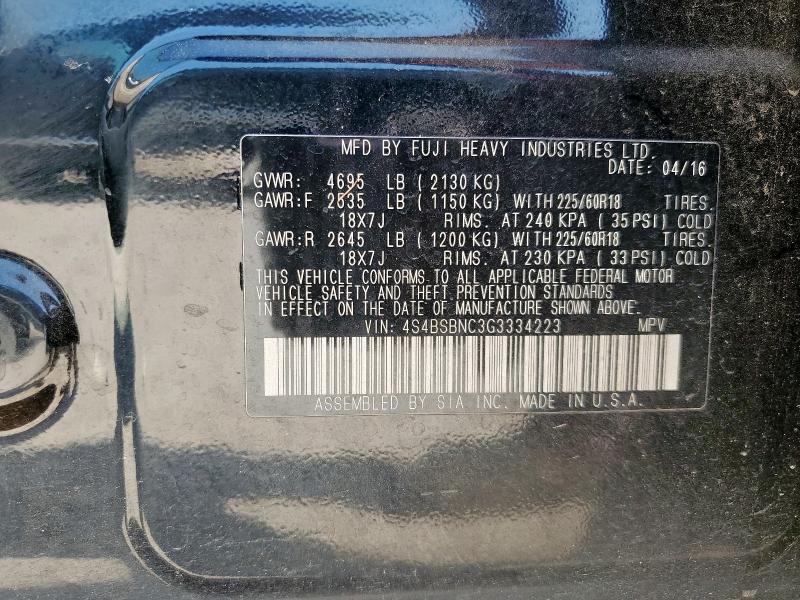 MFD BY FUJI HEAVY INDUSTRIES LTD.
DATE: 04/16
GVWR: 4695 LB (2130 KG)
GAWR:F 2535 LB (1150 KG) WITH 225/60R18 TIRES.
18X7J RIMS. AT 240 KPA (35 PSI) COLD
GAWR:R 2645 LB (1200 KG) WITH 225/60R18 TIRES.
18X7J RIMS. AT 230 KPA (33 PSI) COLD
THIS VEHICLE CONFORMS TO ALL APPLICABLE FEDERAL MOTOR
VEHICLE SAFETY AND THEFT PREVENTION STANDARDS
IN EFFECT ON THE DATE OF MANUFACTURE SHOWN ABOVE.
VIN: 4S4BSBNC3G3334223 MPV
ASSEMBLED BY SIA INC. MADE IN U.S.A.